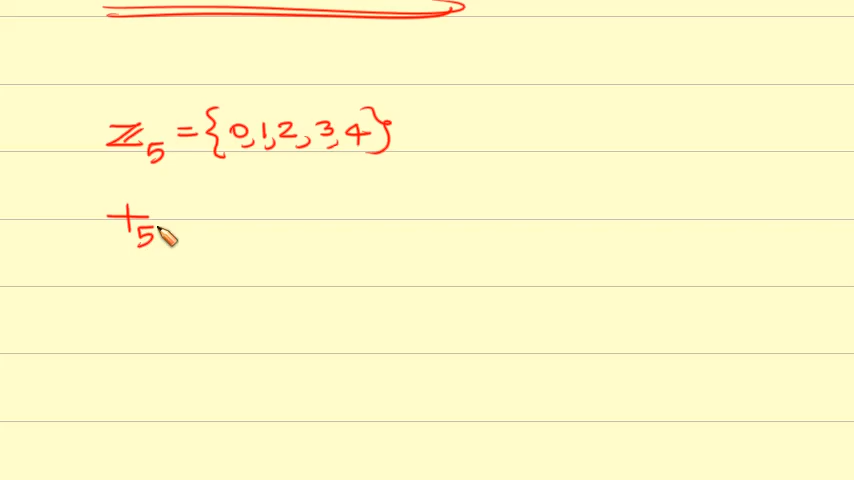 ℤ₅ = {0,1,2,3,4}
+₅